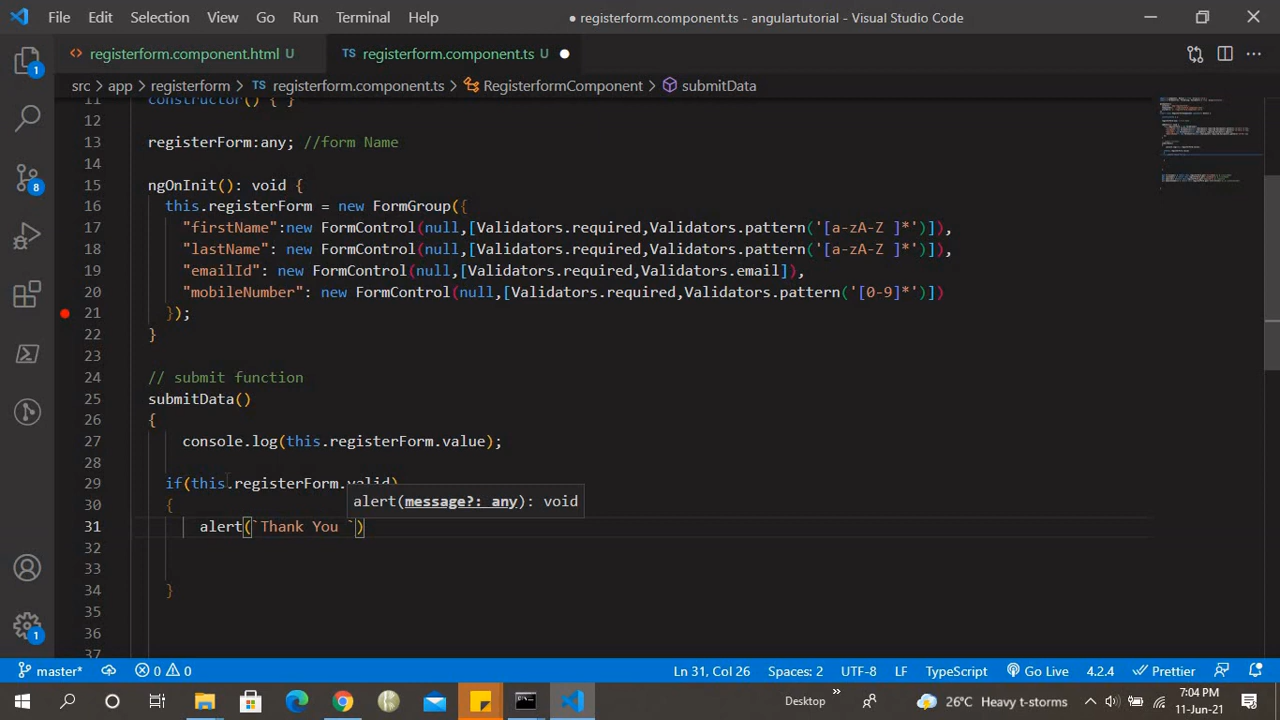 File Edit Selection View Go Run Terminal Help
● registerform.component.ts - angulartutorial - Visual Studio Code
registerform.component.html U
TS registerform.component.ts U
src > app > registerform > TS registerform.component.ts > RegisterformComponent > submitData
11 constructor() { }
12
13 registerForm:any; //form Name
14
15 ngOnInit(): void {
16 this.registerForm = new FormGroup({
17 "firstName":new FormControl(null,[Validators.required,Validators.pattern('[a-zA-Z ]*')]),
18 "lastName": new FormControl(null,[Validators.required,Validators.pattern('[a-zA-Z ]*')]),
19 "emailId": new FormControl(null,[Validators.required,Validators.email]),
20 "mobileNumber": new FormControl(null,[Validators.required,Validators.pattern('[0-9]*')])
21 });
22 }
23
24 // submit function
25 submitData()
26 {
27 console.log(this.registerForm.value);
28
29 if(this.registerForm.valid)
alert(message?: any): void
30 {
31 alert(`Thank You `)
32
33
34 }
35
36
37
1
8
1
master* 0 0 Ln 31, Col 26 Spaces: 2 UTF-8 LF TypeScript Go Live 4.2.4 Prettier
Desktop 26°C Heavy t-storms 7:04 PM
11-Jun-21